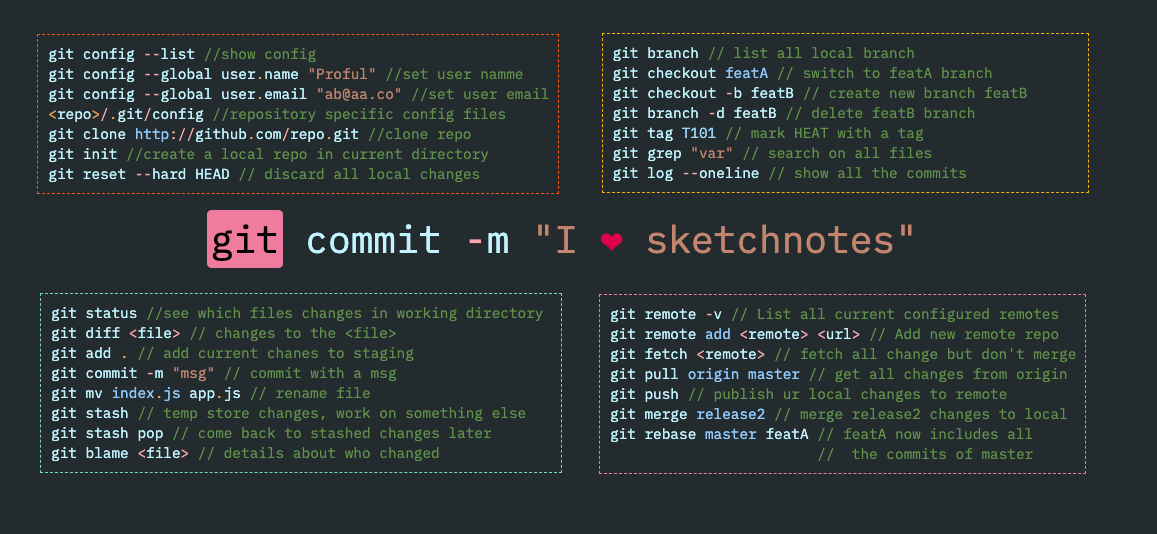 git config --list //show config
git config --global user.name "Proful" //set user namme
git config --global user.email "ab@aa.co" //set user email
<repo>/.git/config //repository specific config files
git clone http://github.com/repo.git //clone repo
git init //create a local repo in current directory
git reset --hard HEAD // discard all local changes
git branch // list all local branch
git checkout featA // switch to featA branch
git checkout -b featB // create new branch featB
git branch -d featB // delete featB branch
git tag T101 // mark HEAT with a tag
git grep "var" // search on all files
git log --oneline // show all the commits
git commit -m "I ❤ sketchnotes"
git status //see which files changes in working directory
git diff <file> // changes to the <file>
git add . // add current chanes to staging
git commit -m "msg" // commit with a msg
git mv index.js app.js // rename file
git stash // temp store changes, work on something else
git stash pop // come back to stashed changes later
git blame <file> // details about who changed
git remote -v // List all current configured remotes
git remote add <remote> <url> // Add new remote repo
git fetch <remote> // fetch all change but don't merge
git pull origin master // get all changes from origin
git push // publish ur local changes to remote
git merge release2 // merge release2 changes to local
git rebase master featA // featA now includes all
//  the commits of master